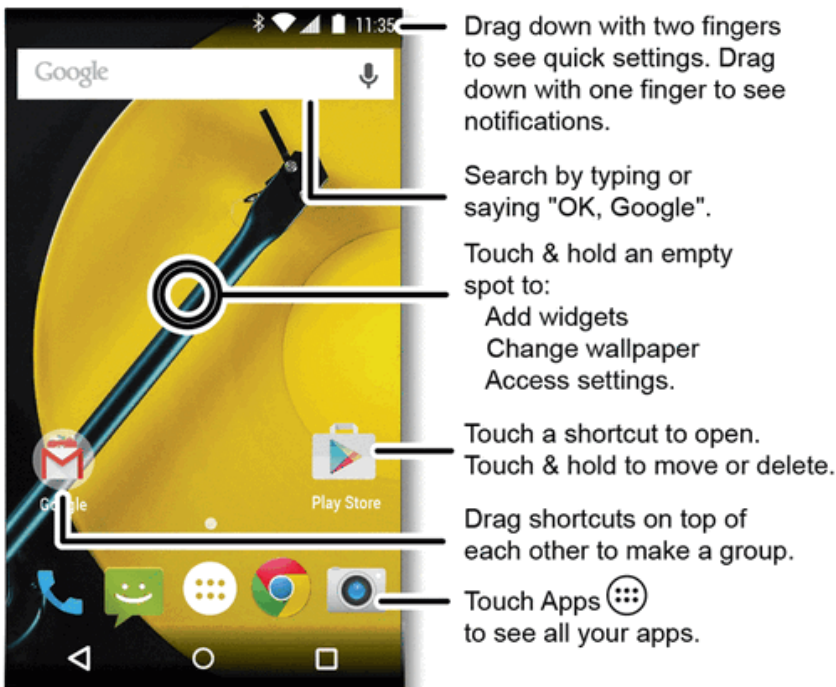 11:35
Google
Drag down with two fingers
to see quick settings. Drag
down with one finger to see
notifications.
Search by typing or
saying "OK, Google".
Touch & hold an empty
spot to:
Add widgets
Change wallpaper
Access settings.
Touch a shortcut to open.
Touch & hold to move or delete.
Google
Play Store
Drag shortcuts on top of
each other to make a group.
Touch Apps
to see all your apps.